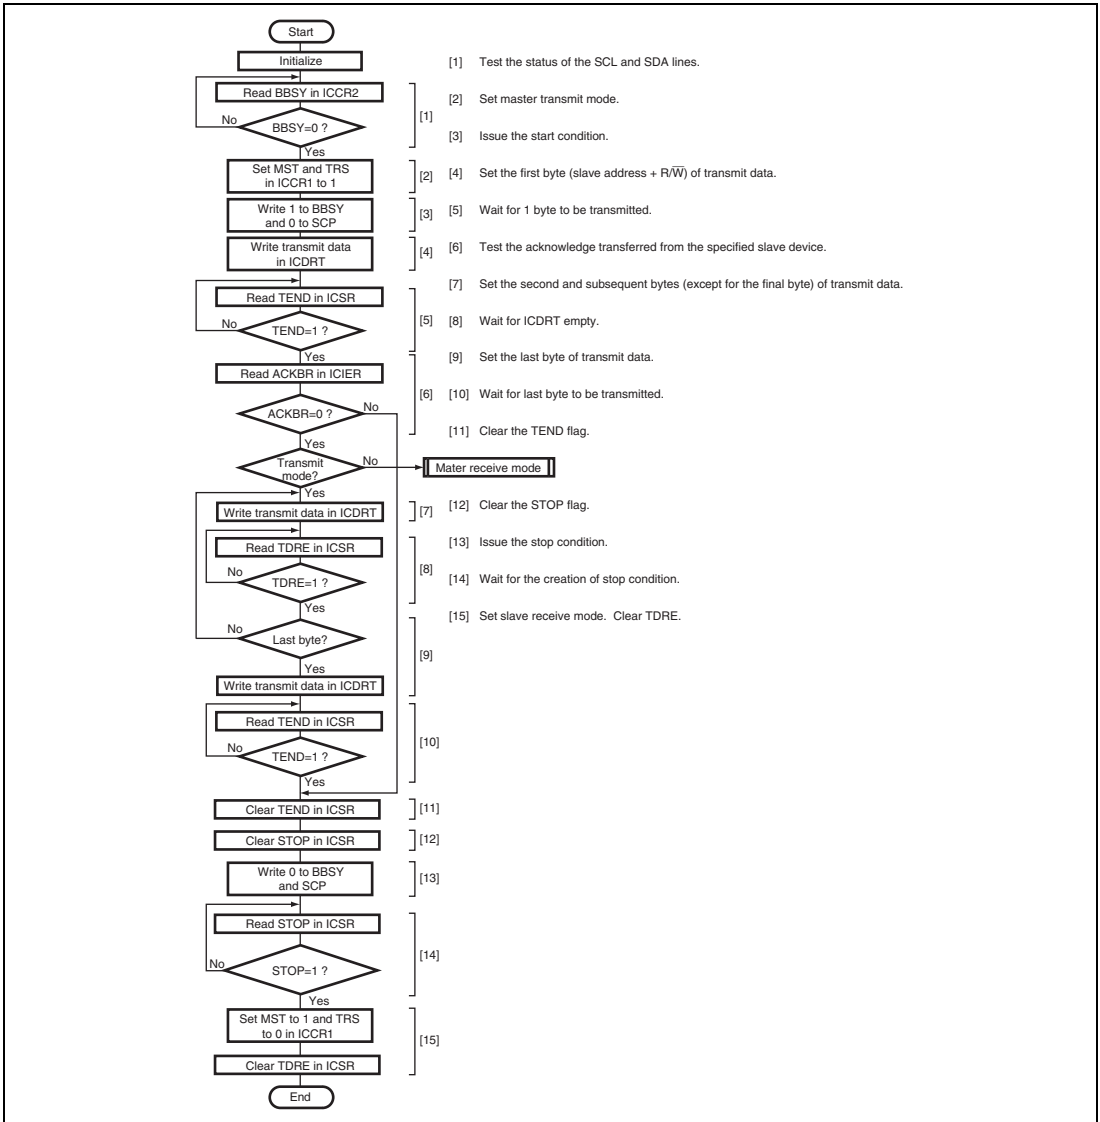 Start
Initialize
Read BBSY in ICCR2
No
BBSY=0 ?
[1]
Yes
Set MST and TRS
in ICCR1 to 1
[2]
Write 1 to BBSY
and 0 to SCP
[3]
Write transmit data
in ICDRT
[4]
Read TEND in ICSR
No
TEND=1 ?
[5]
Yes
Read ACKBR in ICIER
[6]
No
ACKBR=0 ?
Yes
Transmit
mode?
No
Mater receive mode
Yes
Write transmit data in ICDRT
[7]
Read TDRE in ICSR
No
TDRE=1 ?
[8]
Yes
No
Last byte?
[9]
Yes
Write transmit data in ICDRT
Read TEND in ICSR
No
TEND=1 ?
[10]
Yes
Clear TEND in ICSR
[11]
Clear STOP in ICSR
[12]
Write 0 to BBSY
and SCP
[13]
Read STOP in ICSR
No
STOP=1 ?
[14]
Yes
Set MST to 1 and TRS
to 0 in ICCR1
[15]
Clear TDRE in ICSR
End
[1] Test the status of the SCL and SDA lines.
[2] Set master transmit mode.
[3] Issue the start condition.
[4] Set the first byte (slave address + R/W̅) of transmit data.
[5] Wait for 1 byte to be transmitted.
[6] Test the acknowledge transferred from the specified slave device.
[7] Set the second and subsequent bytes (except for the final byte) of transmit data.
[8] Wait for ICDRT empty.
[9] Set the last byte of transmit data.
[10] Wait for last byte to be transmitted.
[11] Clear the TEND flag.
[12] Clear the STOP flag.
[13] Issue the stop condition.
[14] Wait for the creation of stop condition.
[15] Set slave receive mode. Clear TDRE.